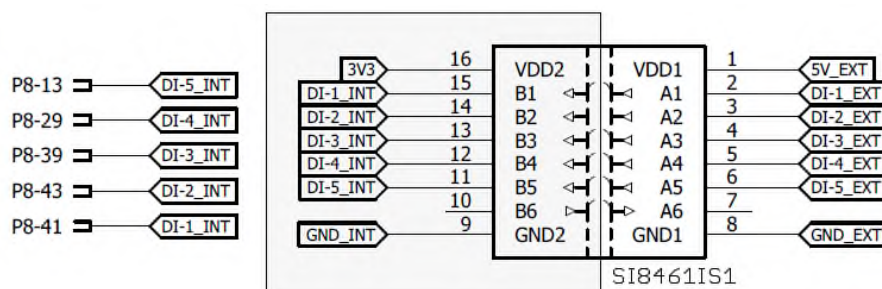 P8-13 DI-5_INT
P8-29 DI-4_INT
P8-39 DI-3_INT
P8-43 DI-2_INT
P8-41 DI-1_INT
3V3 16 VDD2 VDD1 1 5V_EXT
DI-1_INT 15 B1 A1 2 DI-1_EXT
DI-2_INT 14 B2 A2 3 DI-2_EXT
DI-3_INT 13 B3 A3 4 DI-3_EXT
DI-4_INT 12 B4 A4 5 DI-4_EXT
DI-5_INT 11 B5 A5 6 DI-5_EXT
10 B6 A6 7
GND_INT 9 GND2 GND1 8 GND_EXT
SI8461IS1